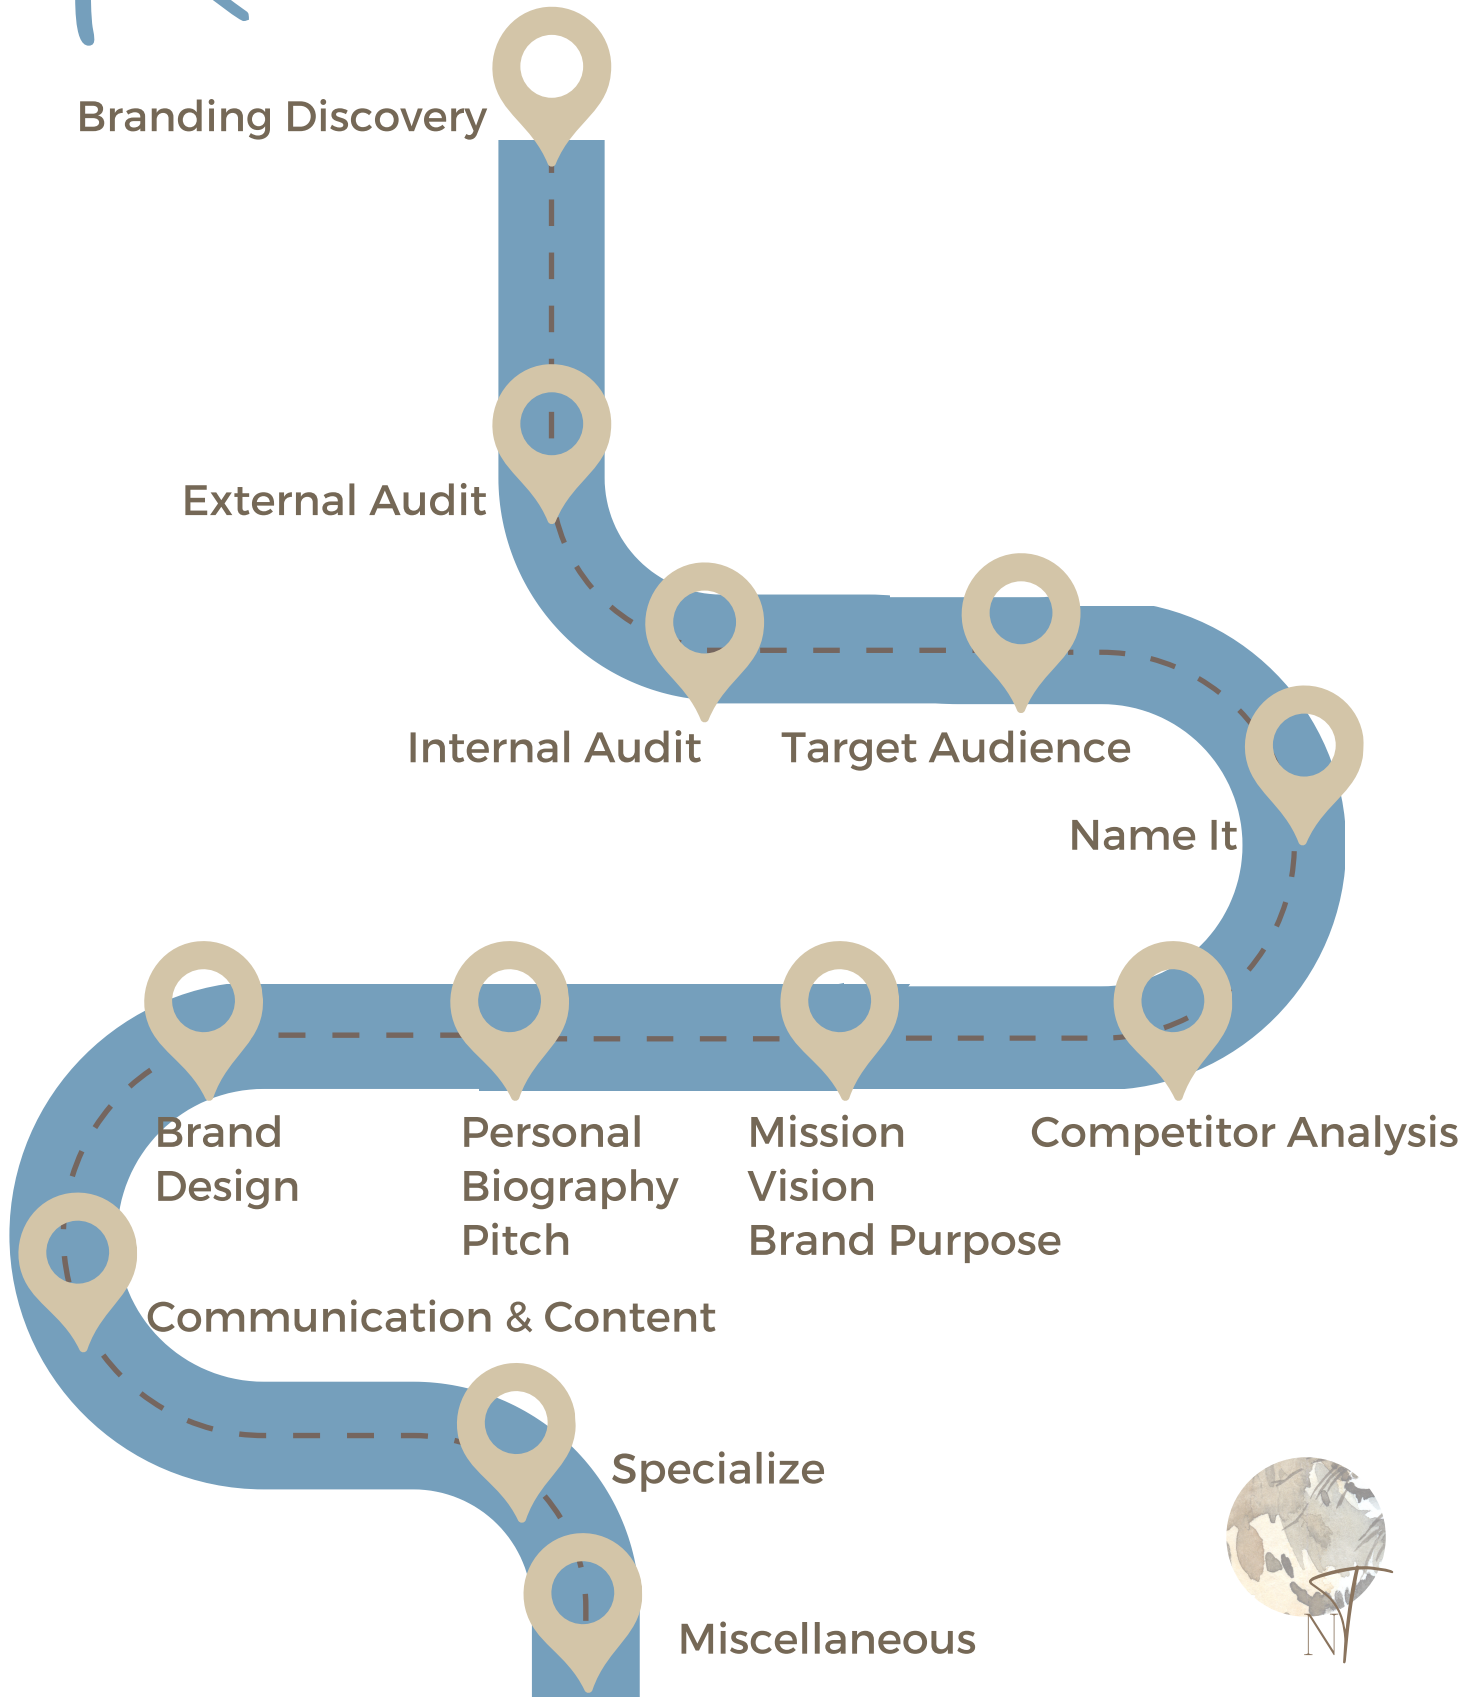 Branding Discovery
External Audit
Internal Audit
Target Audience
Name It
Competitor Analysis
Mission
Vision
Brand Purpose
Personal
Biography
Pitch
Brand
Design
Communication & Content
Specialize
Miscellaneous
NT